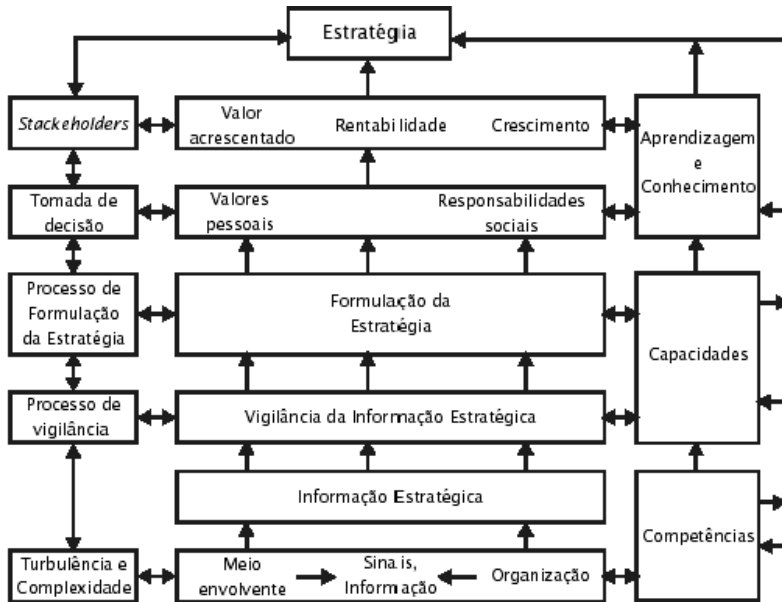 Estratégia
Stackeholders
Valor
acrescentado
Rentabilidade
Crescimento
Aprendizagem
e
Conhecimento
Tomada de
decisão
Valores
pessoais
Responsabilidades
sociais
Processo de
Formulação
da Estratégia
Formulação da
Estratégia
Capacidades
Processo de
vigilância
Vigilância da Informação Estratégica
Informação Estratégica
Competências
Turbulência e
Complexidade
Meio
envolvente
Sinais,
Informação
Organização